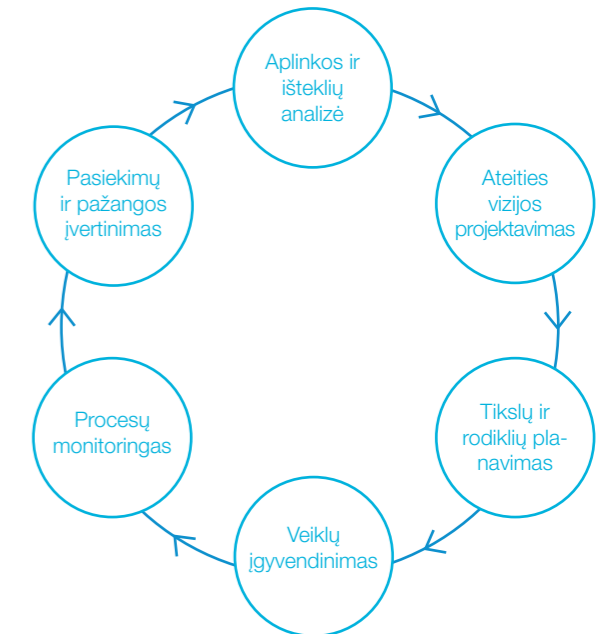 Aplinkos ir
išteklių
analizė
Ateities
vizijos
projektavimas
Tikslų ir
rodiklių pla-
navimas
Veiklų
įgyvendinimas
Procesų
monitoringas
Pasiekimų
ir pažangos
įvertinimas